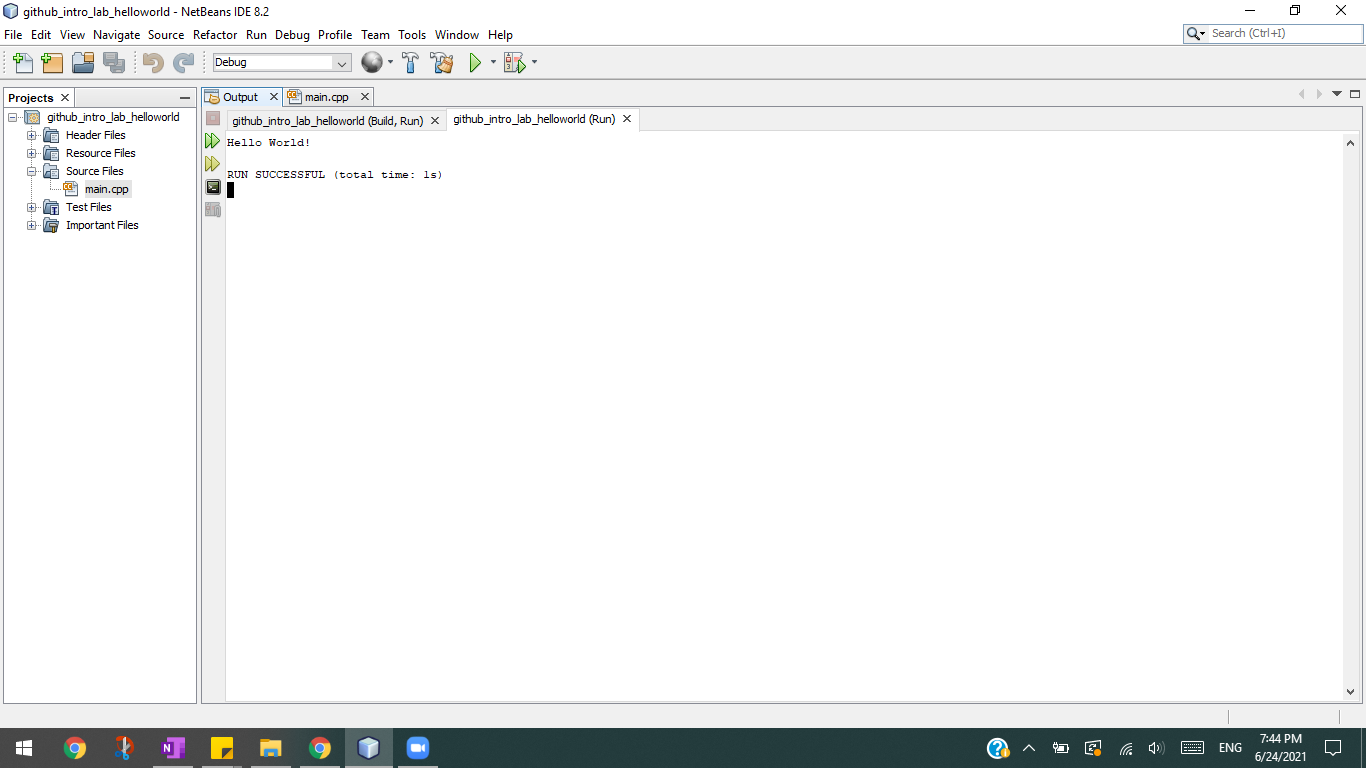 github_intro_lab_helloworld - NetBeans IDE 8.2
File Edit View Navigate Source Refactor Run Debug Profile Team Tools Window Help
Search (Ctrl+I)
Debug
Projects
Output main.cpp
github_intro_lab_helloworld
Header Files
Resource Files
Source Files
main.cpp
Test Files
Important Files
github_intro_lab_helloworld (Build, Run) github_intro_lab_helloworld (Run)
Hello World!
RUN SUCCESSFUL (total time: 1s)
ENG
7:44 PM
6/24/2021